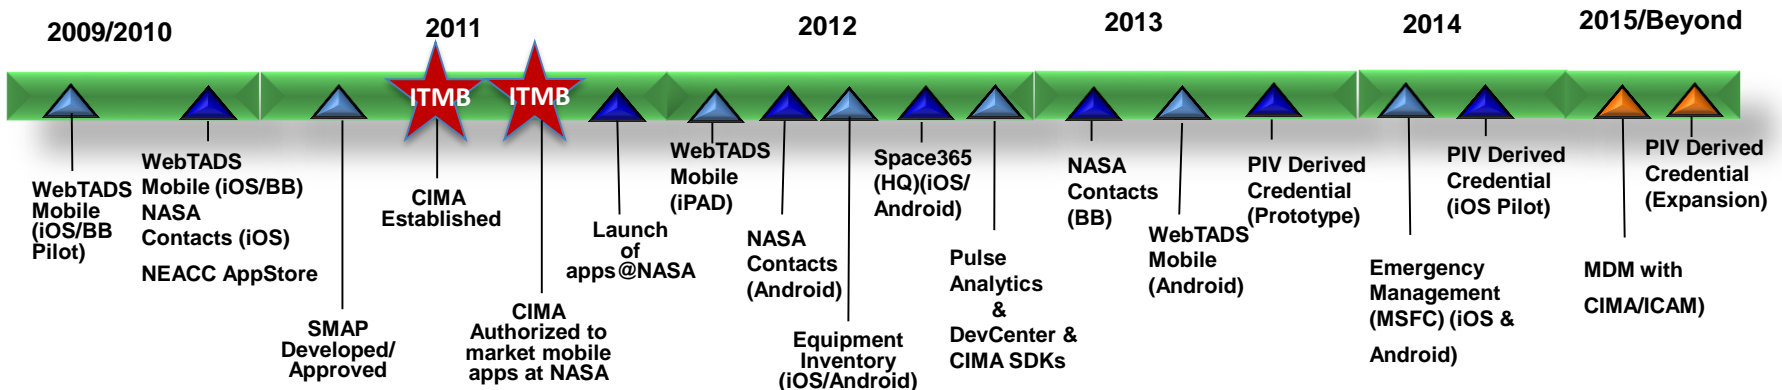 2009/2010
2011
2012
2013
2014
2015/Beyond
ITMB
ITMB
WebTADS
Mobile
(iOS/BB
Pilot)
WebTADS
Mobile (iOS/BB)
NASA
Contacts (iOS)
NEACC AppStore
SMAP
Developed/
Approved
CIMA
Established
CIMA
Authorized to
market mobile
apps at NASA
Launch
of
apps@NASA
WebTADS
Mobile
(iPAD)
NASA
Contacts
(Android)
Equipment
Inventory
(iOS/Android)
Space365
(HQ)(iOS/
Android)
Pulse
Analytics
&
DevCenter &
CIMA SDKs
NASA
Contacts
(BB)
WebTADS
Mobile
(Android)
PIV Derived
Credential
(Prototype)
Emergency
Management
(MSFC) (iOS &
Android)
PIV Derived
Credential
(iOS Pilot)
MDM with
CIMA/ICAM)
PIV Derived
Credential
(Expansion)